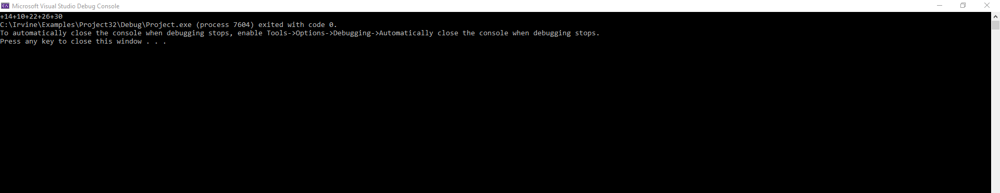 Microsoft Visual Studio Debug Console
+14+10+22+26+30
C:\Irvine\Examples\Project32\Debug\Project.exe (process 7604) exited with code 0.
To automatically close the console when debugging stops, enable Tools->Options->Debugging->Automatically close the console when debugging stops.
Press any key to close this window . . .